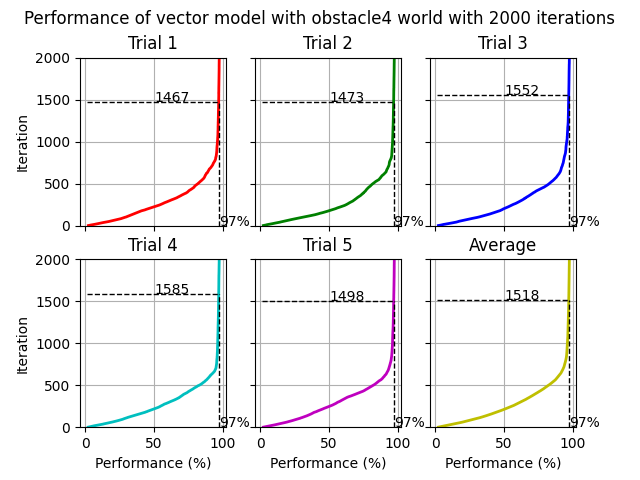 Performance of vector model with obstacle4 world with 2000 iterations
Trial 1
Trial 2
Trial 3
2000
1500
1000
500
0
Iteration
1467
97%
1473
97%
1552
97%
Trial 4
Trial 5
Average
2000
1500
1000
500
0
Iteration
1585
97%
1498
97%
1518
97%
0 50 100
0 50 100
0 50 100
Performance (%)
Performance (%)
Performance (%)